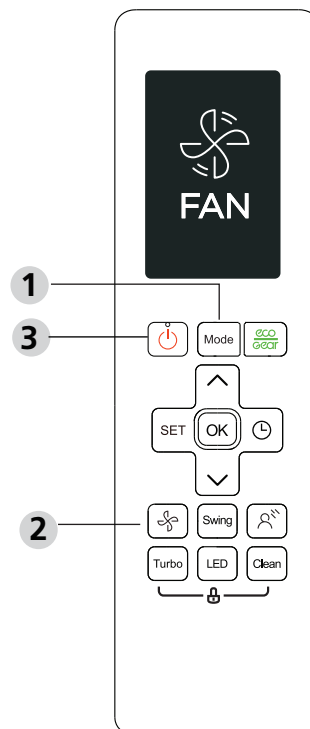 FAN
1
3
Mode
eco
Gear
SET
OK
2
Swing
Turbo
LED
Clean